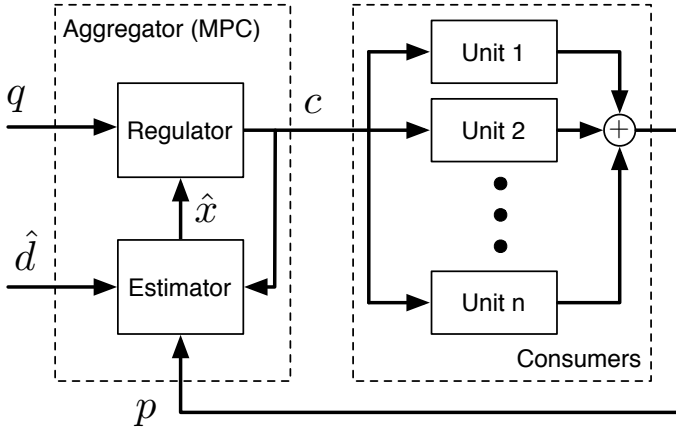 Aggregator (MPC)
q
Regulator
c
Unit 1
Unit 2
+
x̂
d̂
Estimator
Unit n
Consumers
p